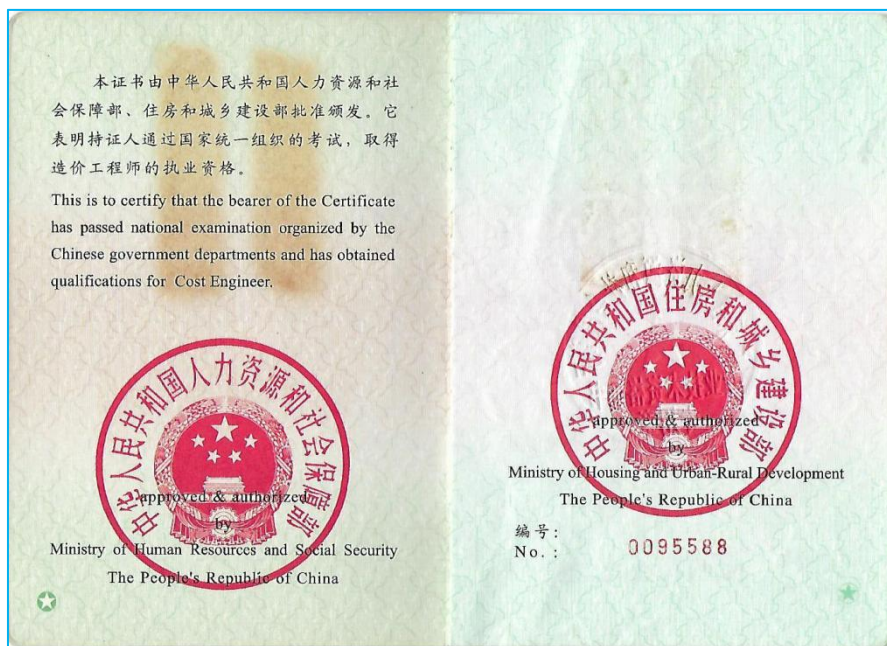 本证书由中华人民共和国人力资源和社
会保障部、住房和城乡建设部批准颁发。它
表明持证人通过国家统一组织的考试，取得
造价工程师的执业资格。
This is to certify that the bearer of the Certificate
has passed national examination organized by the
Chinese government departments and has obtained
qualifications for Cost Engineer.
中华人民共和国人力资源和社会保障部
approved & authorized
by
Ministry of Human Resources and Social Security
The People's Republic of China
中华人民共和国住房和城乡建设部
approved & authorized
by
Ministry of Housing and Urban-Rural Development
The People's Republic of China
编号：
No.： 0095588